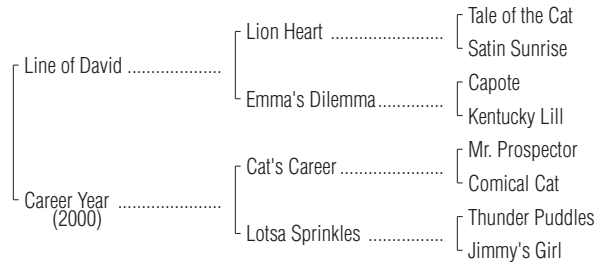 Tale of the Cat
Lion Heart ....................
Satin Sunrise
Line of David .................
Capote
Emma's Dilemma..............
Kentucky Lill
Mr. Prospector
Cat's Career ..................
Comical Cat
Career Year ...................
(2000)
Thunder Puddles
Lotsa Sprinkles ..............
Jimmy's Girl